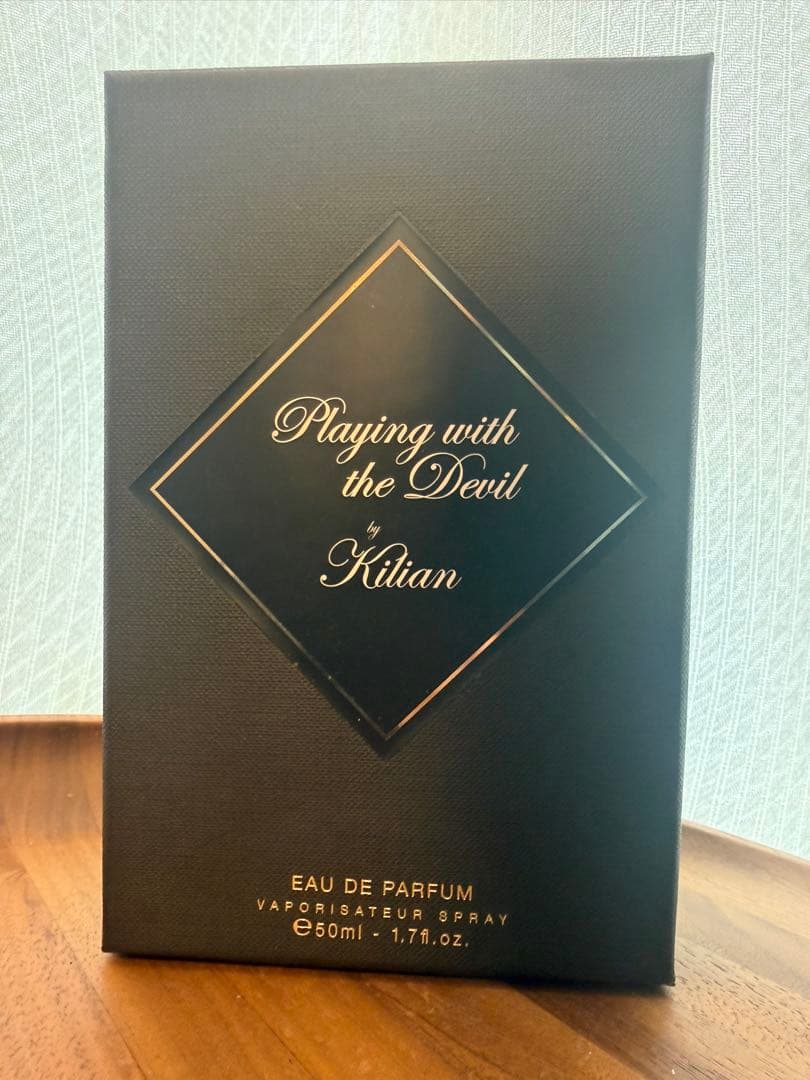 Playing with
the Devil
by
Kilian
EAU DE PARFUM
VAPORISATEUR SPRAY
℮50ml - 1.7fl.oz.